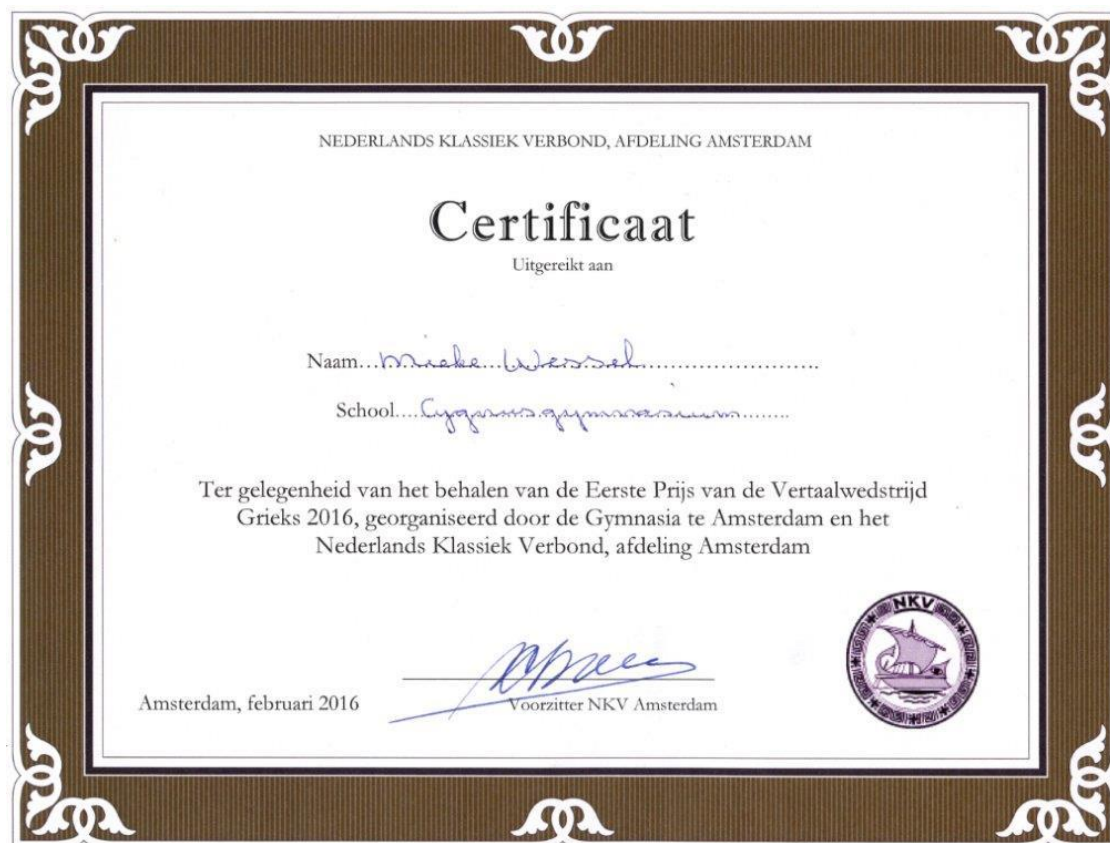 NEDERLANDS KLASSIEK VERBOND, AFDELING AMSTERDAM
Certificaat
Uitgereikt aan
Naam...Mieke Wessel.........................
School....Cygnusgymnasium........
Ter gelegenheid van het behalen van de Eerste Prijs van de Vertaalwedstrijd
Grieks 2016, georganiseerd door de Gymnasia te Amsterdam en het
Nederlands Klassiek Verbond, afdeling Amsterdam
NKV
Amsterdam, februari 2016
Voorzitter NKV Amsterdam